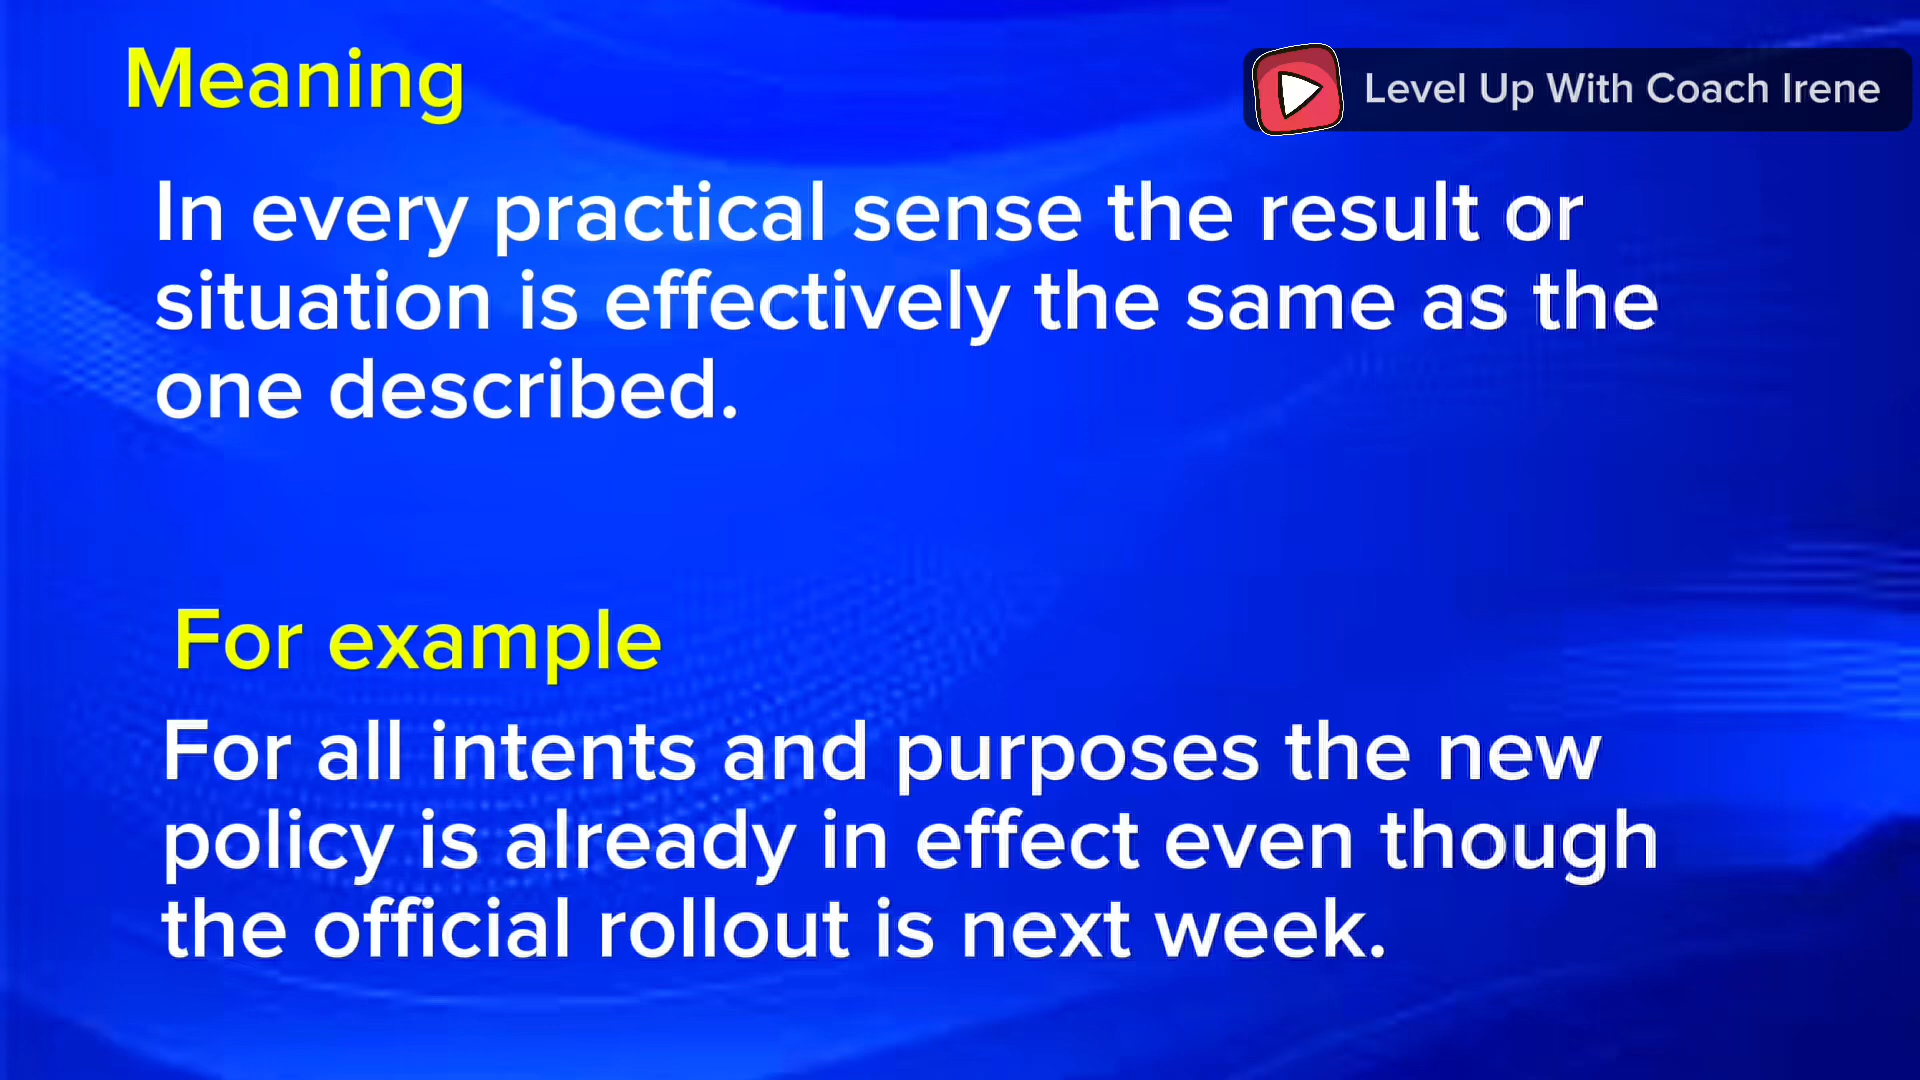 Meaning
Level Up With Coach Irene
In every practical sense the result or
situation is effectively the same as the
one described.
For example
For all intents and purposes the new
policy is already in effect even though
the official rollout is next week.